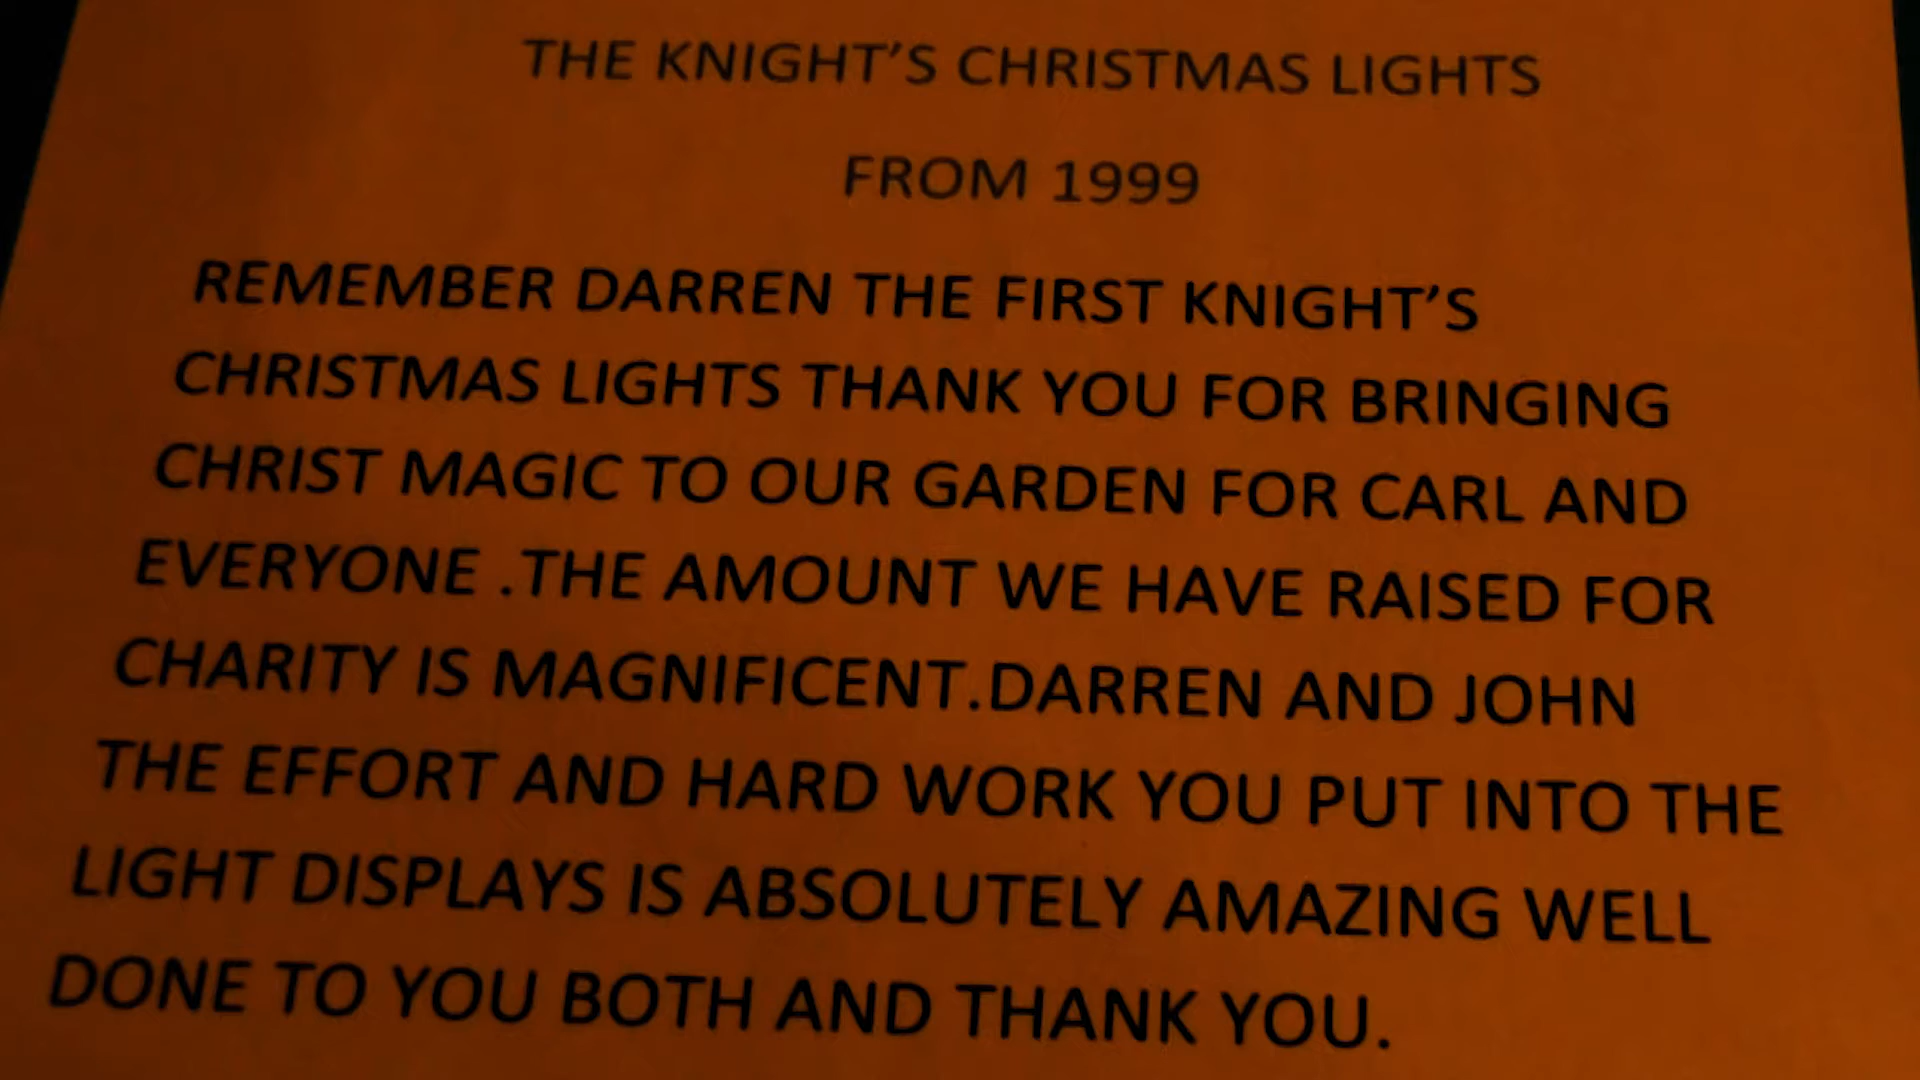 THE KNIGHT'S CHRISTMAS LIGHTS
FROM 1999
REMEMBER DARREN THE FIRST KNIGHT'S
CHRISTMAS LIGHTS THANK YOU FOR BRINGING
CHRIST MAGIC TO OUR GARDEN FOR CARL AND
EVERYONE .THE AMOUNT WE HAVE RAISED FOR
CHARITY IS MAGNIFICENT.DARREN AND JOHN
THE EFFORT AND HARD WORK YOU PUT INTO THE
LIGHT DISPLAYS IS ABSOLUTELY AMAZING WELL
DONE TO YOU BOTH AND THANK YOU.